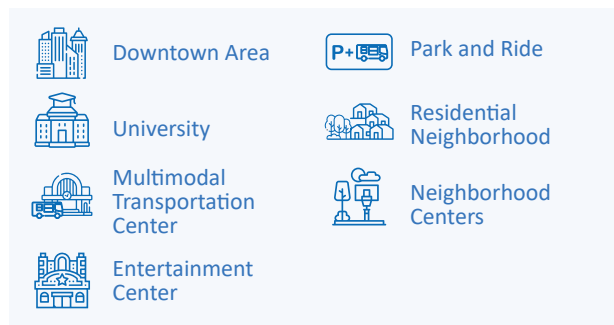 Downtown Area
University
Multimodal
Transportation
Center
Entertainment
Center
P+
Park and Ride
Residential
Neighborhood
Neighborhood
Centers